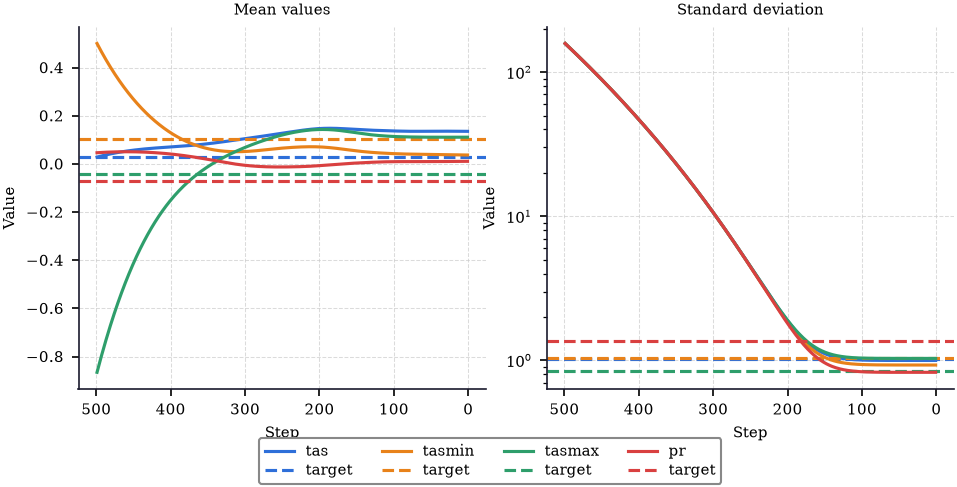 Mean values
Standard deviation
Value
0.4
0.2
0.0
−0.2
−0.4
−0.6
−0.8
500 400 300 200 100 0
Step
Value
10²
10¹
10⁰
500 400 300 200 100 0
Step
tas tasmin tasmax pr
target target target target